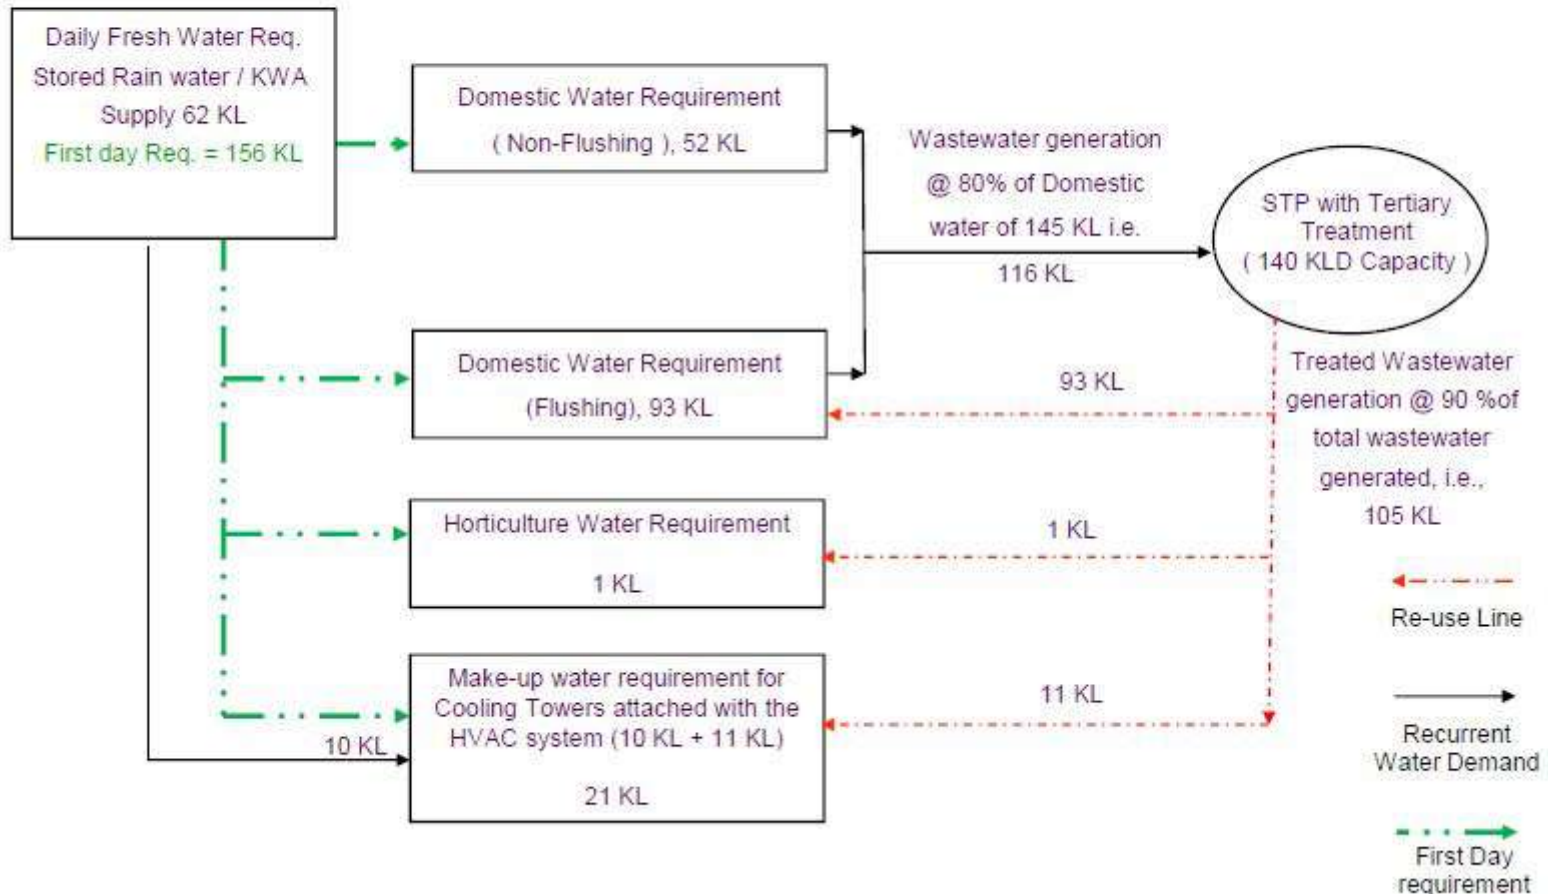 Daily Fresh Water Req.
Stored Rain water / KWA
Supply 62 KL
First day Req. = 156 KL
Domestic Water Requirement
( Non-Flushing ), 52 KL
Wastewater generation
@ 80% of Domestic
water of 145 KL i.e.
116 KL
STP with Tertiary
Treatment
( 140 KLD Capacity )
Domestic Water Requirement
(Flushing), 93 KL
93 KL
Treated Wastewater
generation @ 90 %of
total wastewater
generated, i.e.,
105 KL
Horticulture Water Requirement
1 KL
1 KL
Make-up water requirement for
Cooling Towers attached with the
HVAC system (10 KL + 11 KL)
21 KL
10 KL
11 KL
Re-use Line
Recurrent
Water Demand
First Day
requirement